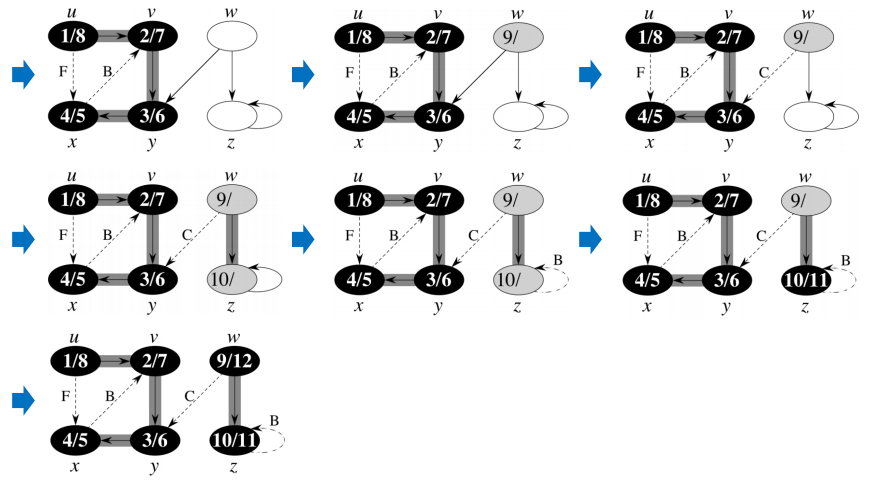 u v w u v w u v w
1/8 2/7 1/8 2/7 9/ 1/8 2/7 9/
F B F B F B C
4/5 3/6 4/5 3/6 4/5 3/6
x y z x y z x y z
u v w u v w u v w
1/8 2/7 9/ 1/8 2/7 9/ 1/8 2/7 9/
F B C F B C B F B C B
4/5 3/6 10/ 4/5 3/6 10/ 4/5 3/6 10/11
x y z x y z x y z
u v w
1/8 2/7 9/12
F B C B
4/5 3/6 10/11
x y z